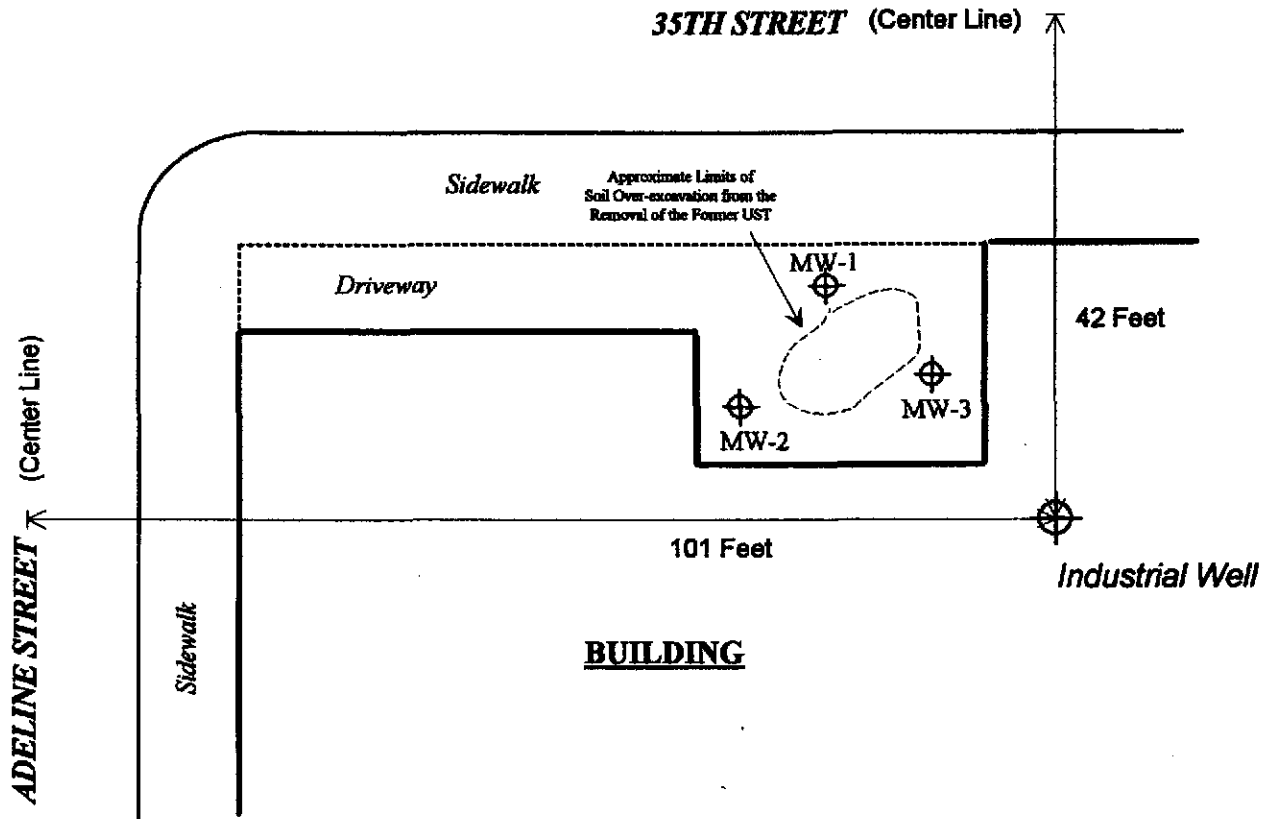 35TH STREET (Center Line)
Sidewalk
Approximate Limits of
Soil Over-excavation from the
Removal of the Former UST
MW-1
Driveway
42 Feet
MW-3
MW-2
ADELINE STREET (Center Line)
101 Feet
Industrial Well
Sidewalk
BUILDING